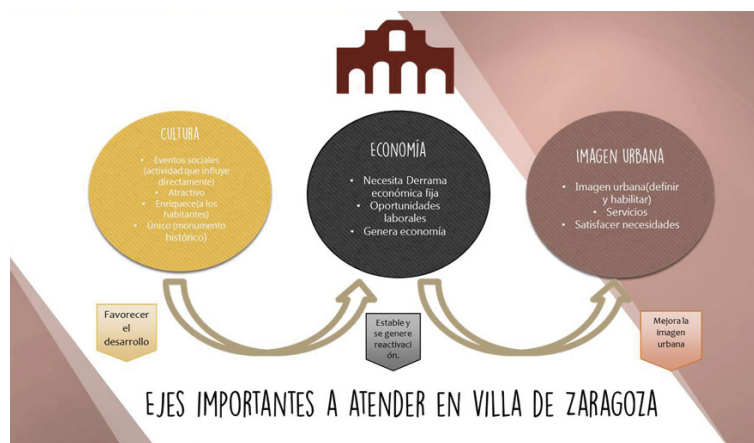 CULTURA
• Eventos sociales
(actividad que influye
directamente)
• Atractivo
• Enriquece(a los
habitantes)
• Único (monumento
histórico)
ECONOMÍA
• Necesita Derrama
económica fija
• Oportunidades
laborales
• Genera economía
IMAGEN URBANA
• Imagen urbana(definir
y habilitar)
• Servicios
• Satisfacer necesidades
Favorecer
el
desarrollo
Estable y
se genere
reactivaci
ón.
Mejora la
imagen
urbana
EJES IMPORTANTES A ATENDER EN VILLA DE ZARAGOZA